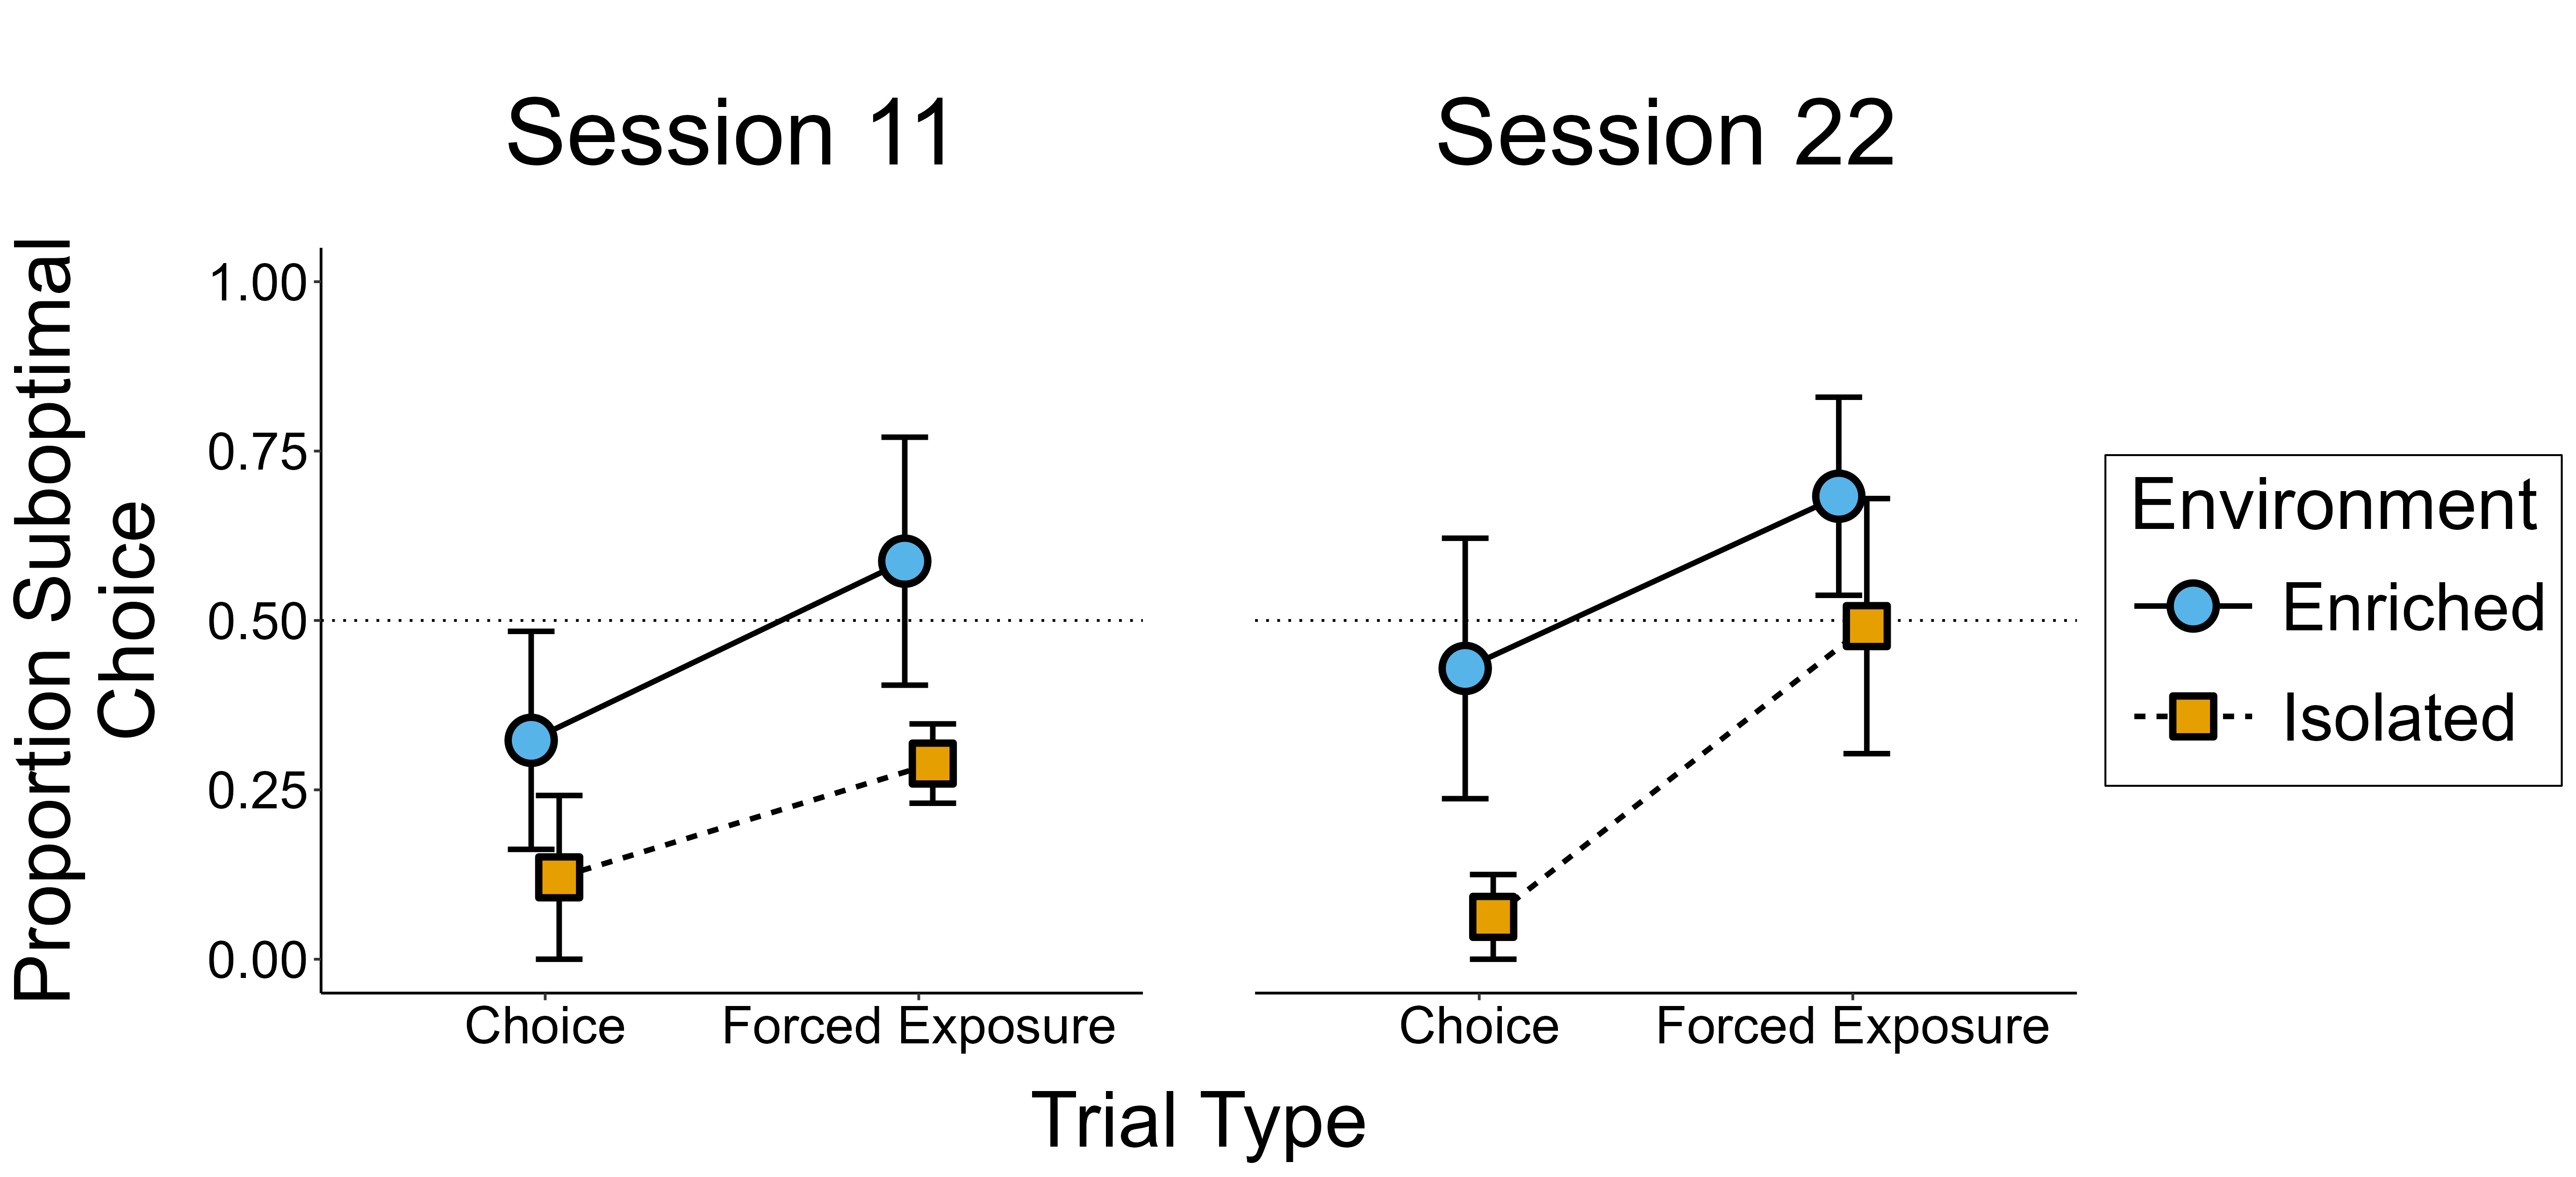 Session 11
Session 22
Proportion Suboptimal
Choice
1.00
0.75
0.50
0.25
0.00
Choice
Forced Exposure
Choice
Forced Exposure
Trial Type
Environment
Enriched
Isolated